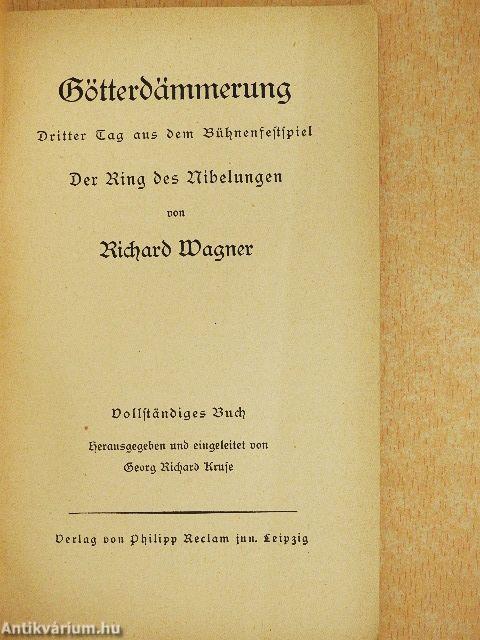 Götterdämmerung
Dritter Tag aus dem Bühnenfestspiel
Der Ring des Nibelungen
von
Richard Wagner
Vollständiges Buch
Herausgegeben und eingeleitet von
Georg Richard Kruse
Verlag von Philipp Reclam jun. Leipzig
Antikvárium.hu